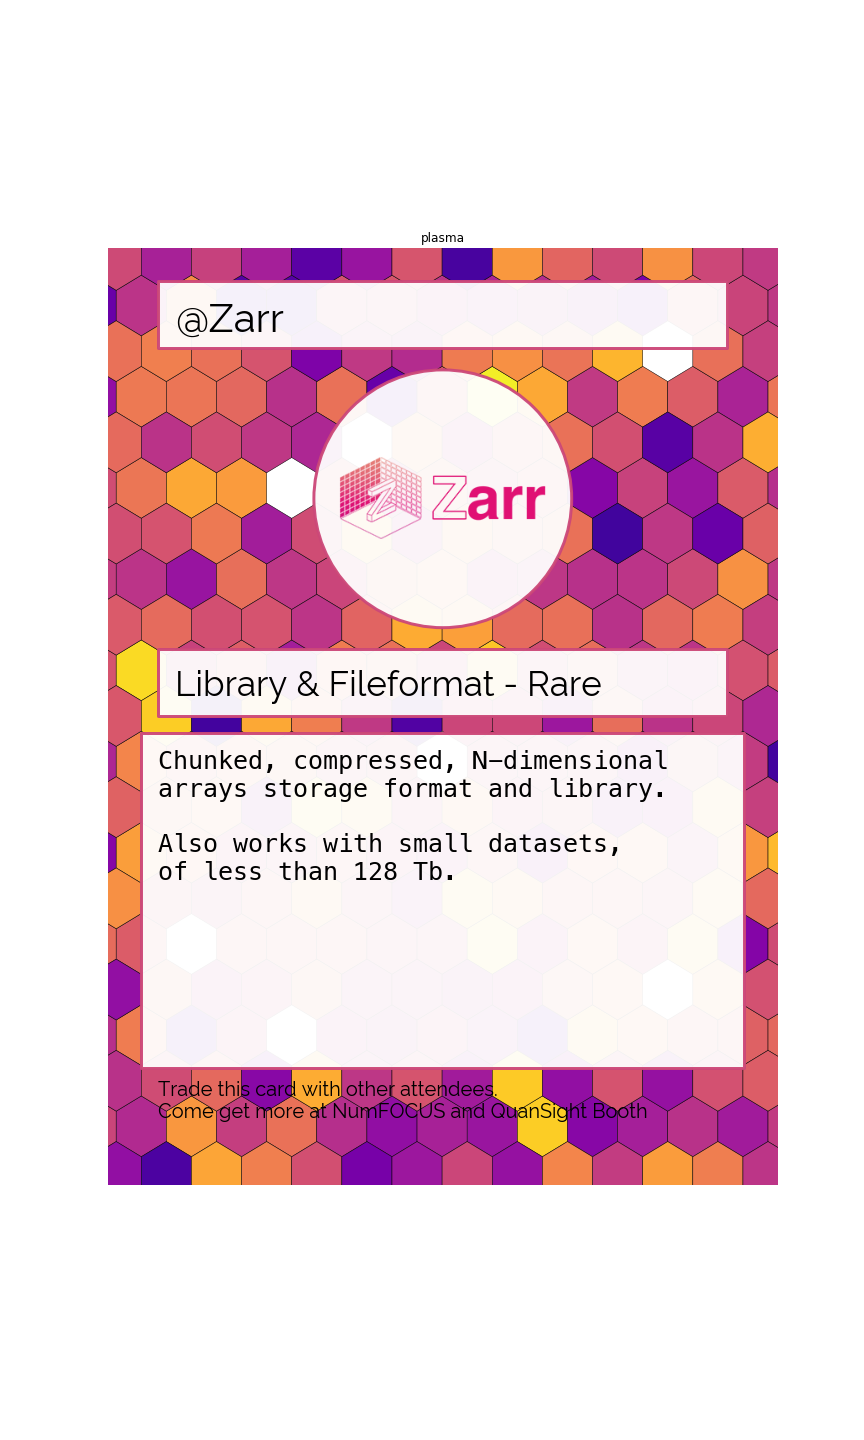 plasma
@Zarr
Z Zarr
Library & Fileformat - Rare
Chunked, compressed, N-dimensional
arrays storage format and library.
Also works with small datasets,
of less than 128 Tb.
Trade this card with other attendees.
Come get more at NumFOCUS and QuanSight Booth